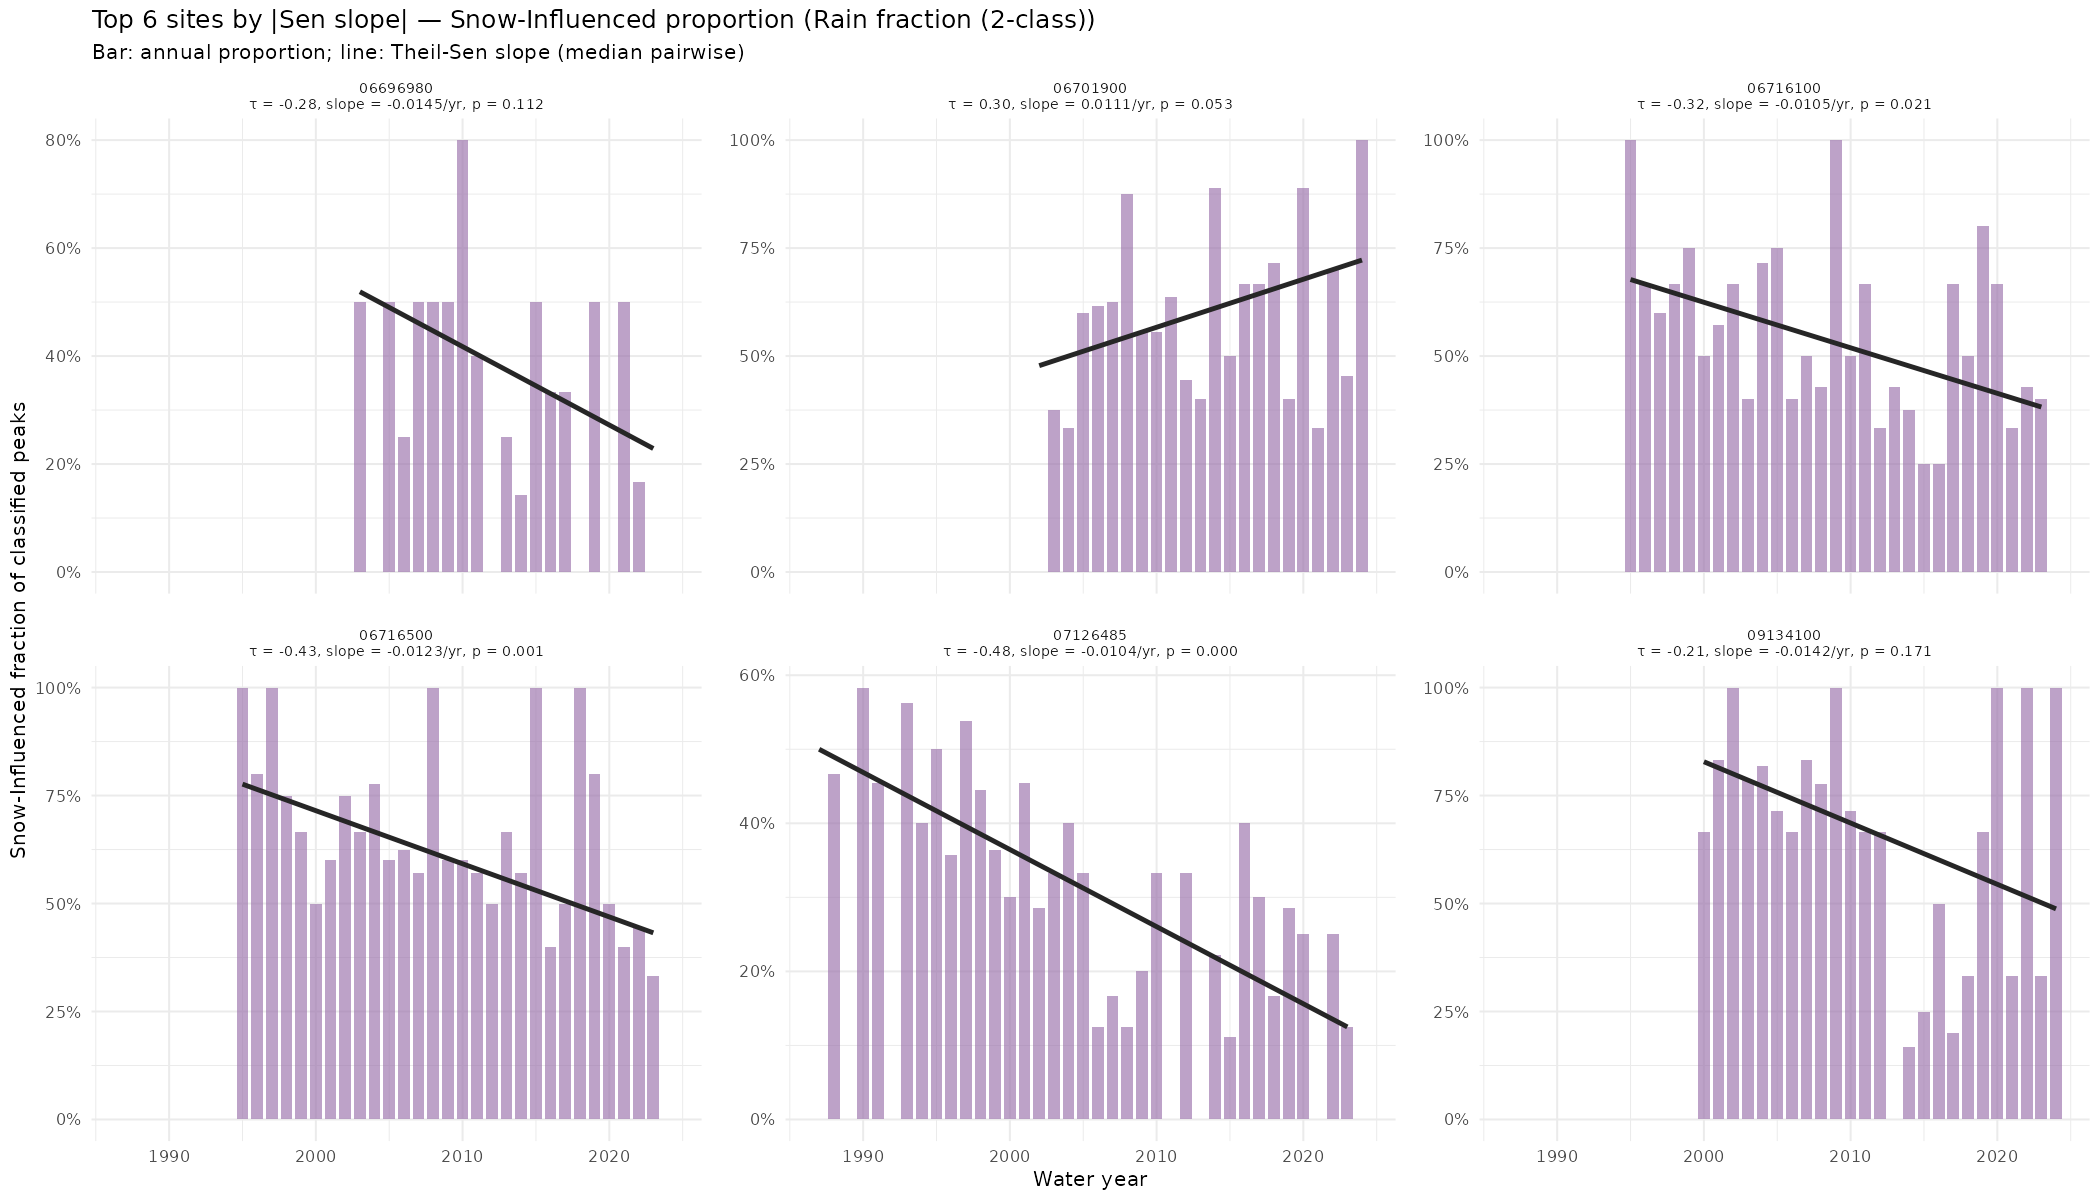 Top 6 sites by |Sen slope| — Snow-Influenced proportion (Rain fraction (2-class))
Bar: annual proportion; line: Theil-Sen slope (median pairwise)
06696980
τ = -0.28, slope = -0.0145/yr, p = 0.112
80%
60%
40%
20%
0%
06701900
τ = 0.30, slope = 0.0111/yr, p = 0.053
100%
75%
50%
25%
0%
06716100
τ = -0.32, slope = -0.0105/yr, p = 0.021
100%
75%
50%
25%
0%
Snow-Influenced fraction of classified peaks
06716500
τ = -0.43, slope = -0.0123/yr, p = 0.001
100%
75%
50%
25%
0%
1990 2000 2010 2020
07126485
τ = -0.48, slope = -0.0104/yr, p = 0.000
60%
40%
20%
0%
1990 2000 2010 2020
09134100
τ = -0.21, slope = -0.0142/yr, p = 0.171
100%
75%
50%
25%
0%
1990 2000 2010 2020
Water year